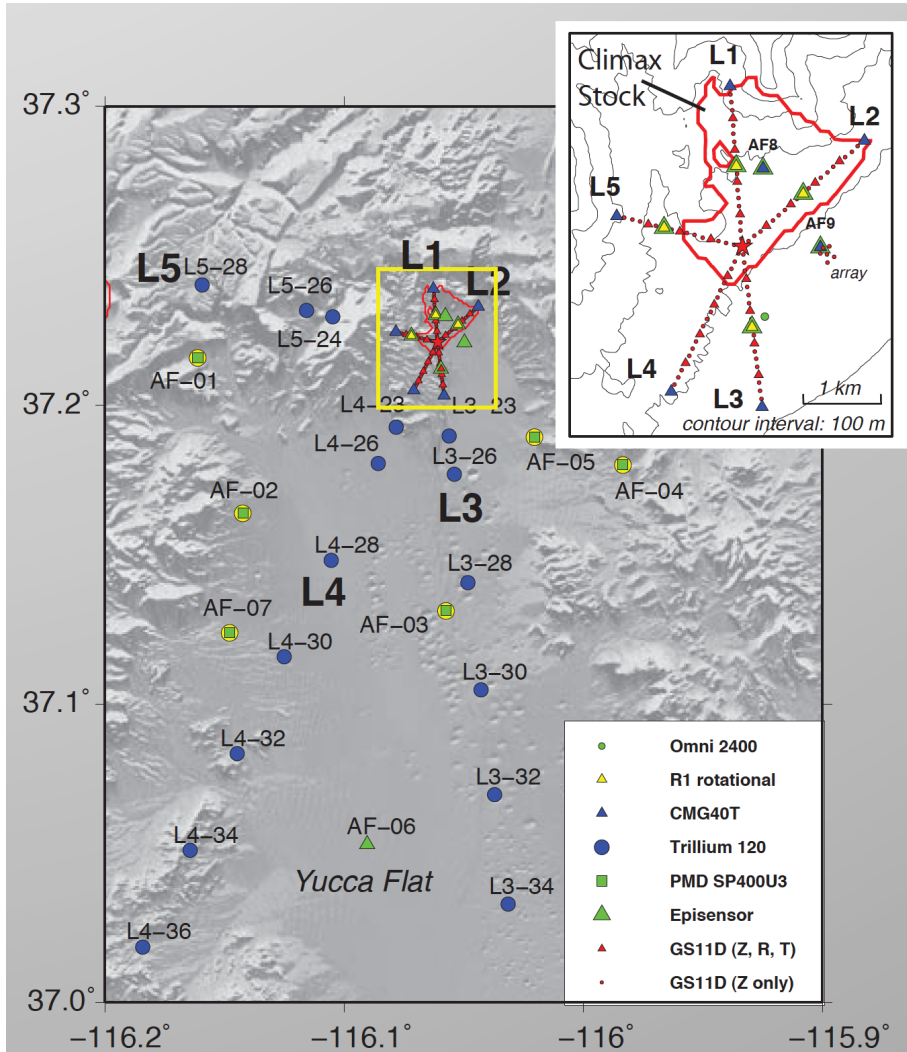 37.3°
37.2°
37.1°
37.0°
−116.2
−116.1
−116
−115.9
L1
L2
L5
L5−28
L5−26
L5−24
AF−01
L4−23
L3−23
L4−26
L3−26
AF−05
AF−04
AF−02
L3
L4−28
L3−28
L4
AF−07
AF−03
L4−30
L3−30
L4−32
L3−32
AF−06
L4−34
Yucca Flat
L3−34
L4−36
Climax
Stock
L1
L2
AF8
L5
AF9
array
L4
L3
1 km
contour interval: 100 m
Omni 2400
R1 rotational
CMG40T
Trillium 120
PMD SP400U3
Episensor
GS11D (Z, R, T)
GS11D (Z only)